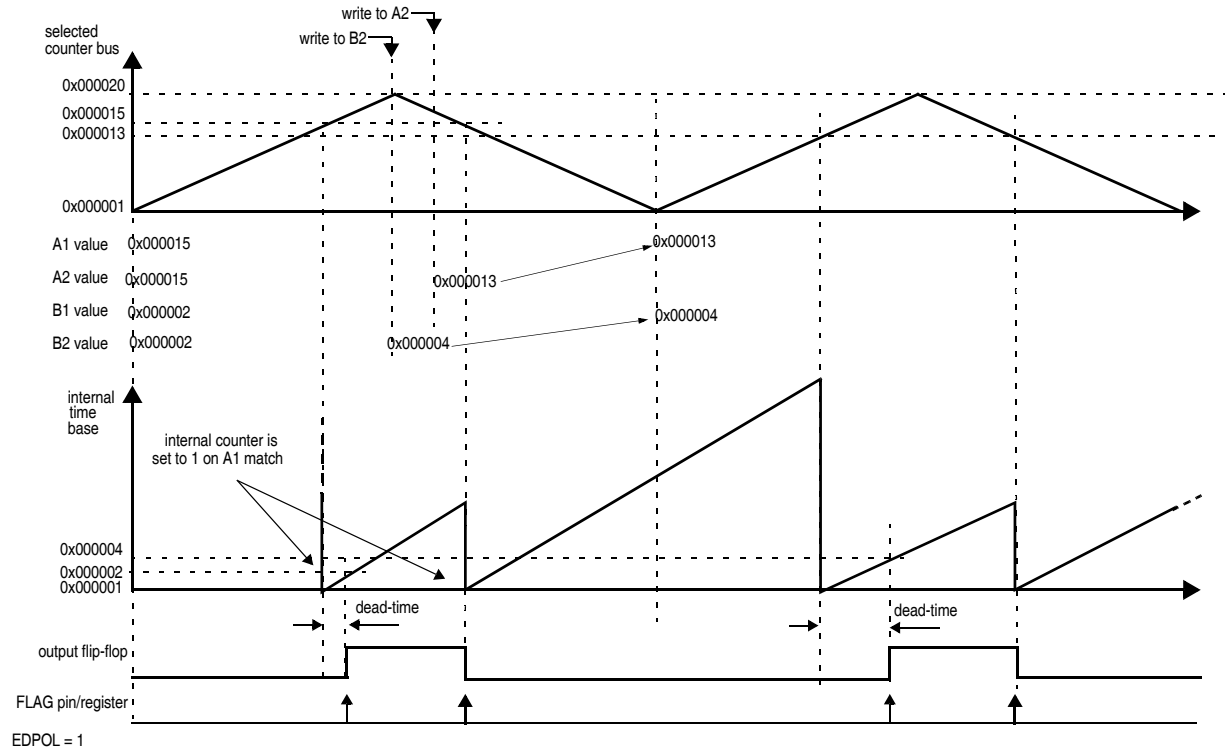 write to A2
selected
counter bus
write to B2
0x000020
0x000015
0x000013
0x000001
A1 value 0x000015 0x000013
A2 value 0x000015 0x000013
B1 value 0x000002 0x000004
B2 value 0x000002 0x000004
internal
time
base
internal counter is
set to 1 on A1 match
0x000004
0x000002
0x000001
dead-time dead-time
output flip-flop
FLAG pin/register
EDPOL = 1